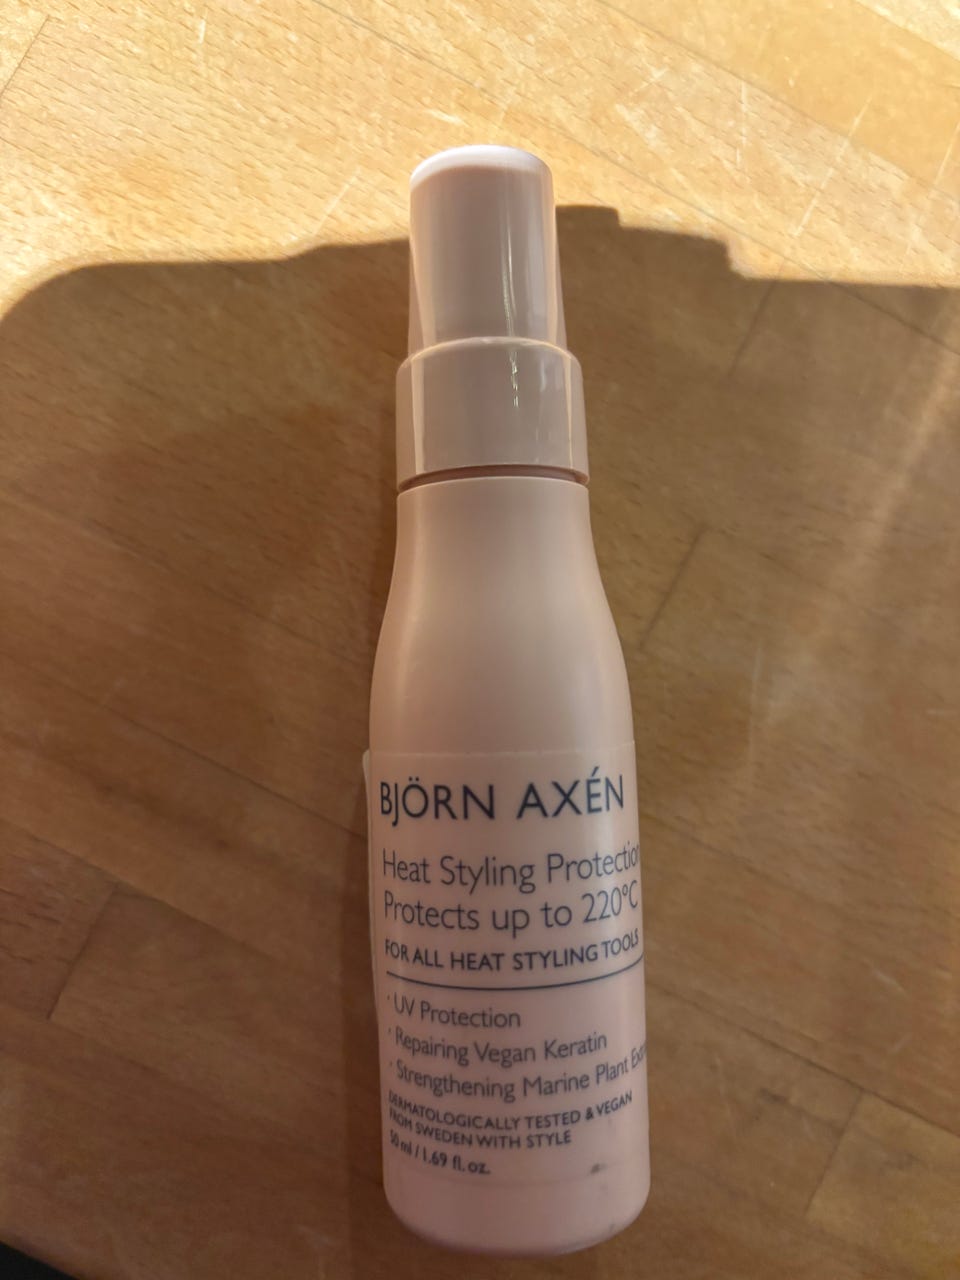 BJÖRN AXÉN
Heat Styling Protection
Protects up to 220°C
FOR ALL HEAT STYLING TOOLS
· UV Protection
· Repairing Vegan Keratin
· Strengthening Marine Plant
DERMATOLOGICALLY TESTED & VEGAN
FROM SWEDEN WITH STYLE
50 ml / 1.69 fl. oz.